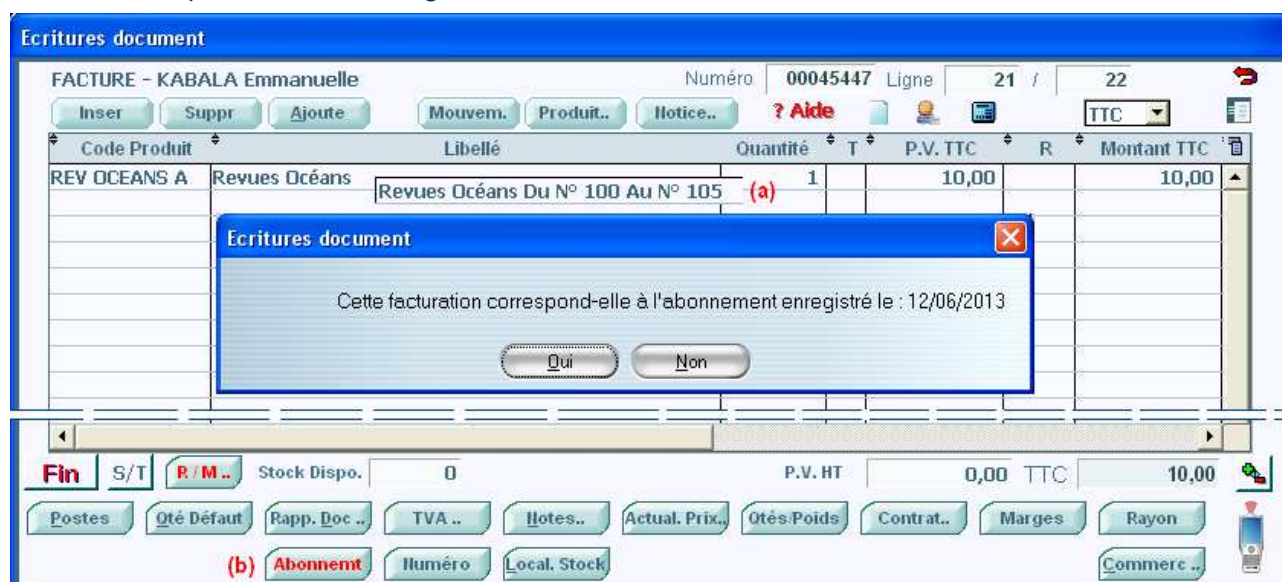 Ecritures document
FACTURE - KABALA Emmanuelle Numéro 00045447 Ligne 21 / 22
Inser Suppr Ajoute Mouvem. Produit.. Notice.. ? Aide TTC
Code Produit Libellé Quantité T P.V. TTC R Montant TTC
REV OCEANS A Revues Océans 1 10,00 10,00
Revues Océans Du N° 100 Au N° 105 (a)
Ecritures document
Cette facturation correspond-elle à l'abonnement enregistré le : 12/06/2013
Oui Non
Fin S/T R/M .. Stock Dispo. 0 P.V. HT 0,00 TTC 10,00
Postes Qté Défaut Rapp. Doc .. TVA .. Notes.. Actual. Prix.. Qtés/Poids Contrat.. Marges Rayon
(b) Abonnemt Numéro Local. Stock Commerc ..